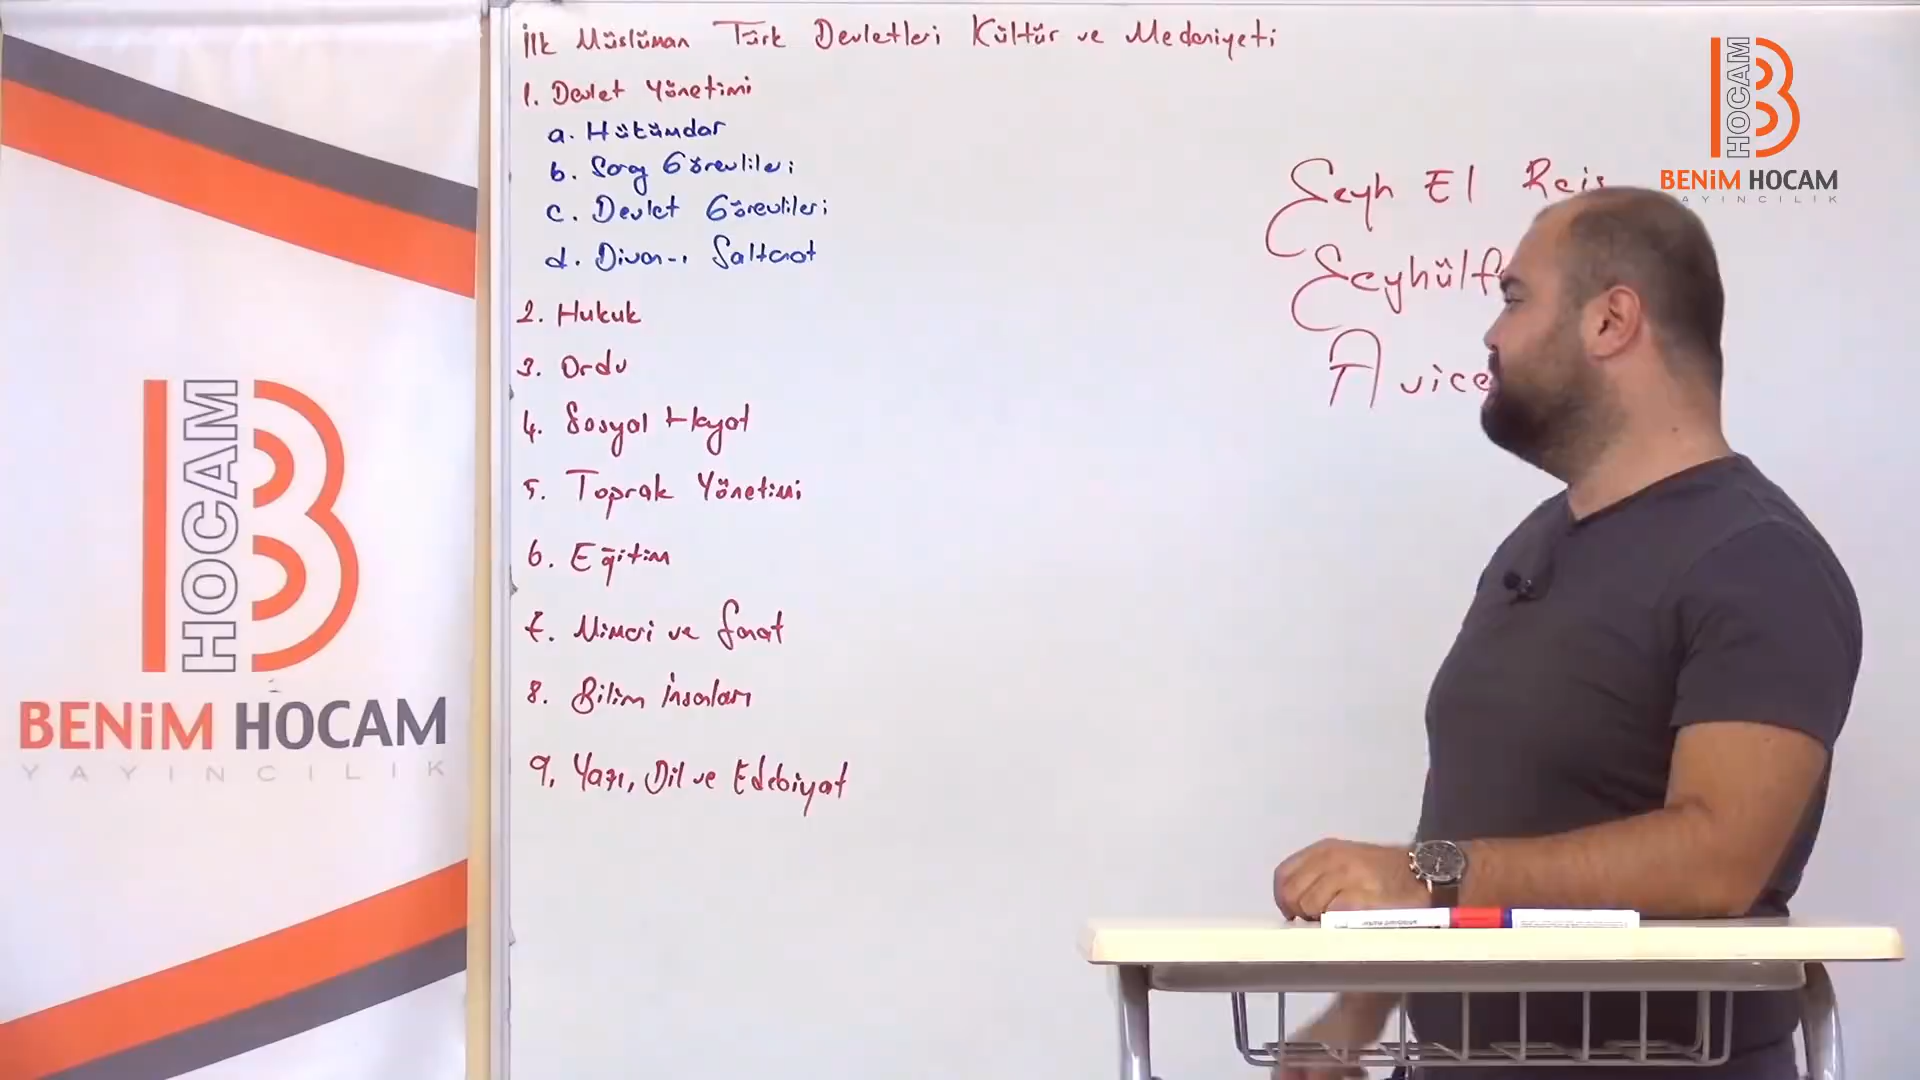 İlk Müslüman Türk Devletleri Kültür ve Medeniyeti
1. Devlet Yönetimi
a. Hükümdar
b. Saray Görevlileri
c. Devlet Görevlileri
d. Divan-ı Saltanat
2. Hukuk
3. Ordu
4. Sosyal Hayat
5. Toprak Yönetimi
6. Eğitim
7. Mimari ve Sanat
8. Bilim İnsanları
9. Yazı, Dil ve Edebiyat
Şeyh El Reis
HOCAM
B
BENiM HOCAM
YAYINCILIK
HOCAM
B
BENiM HOCAM
YAYINCILIK